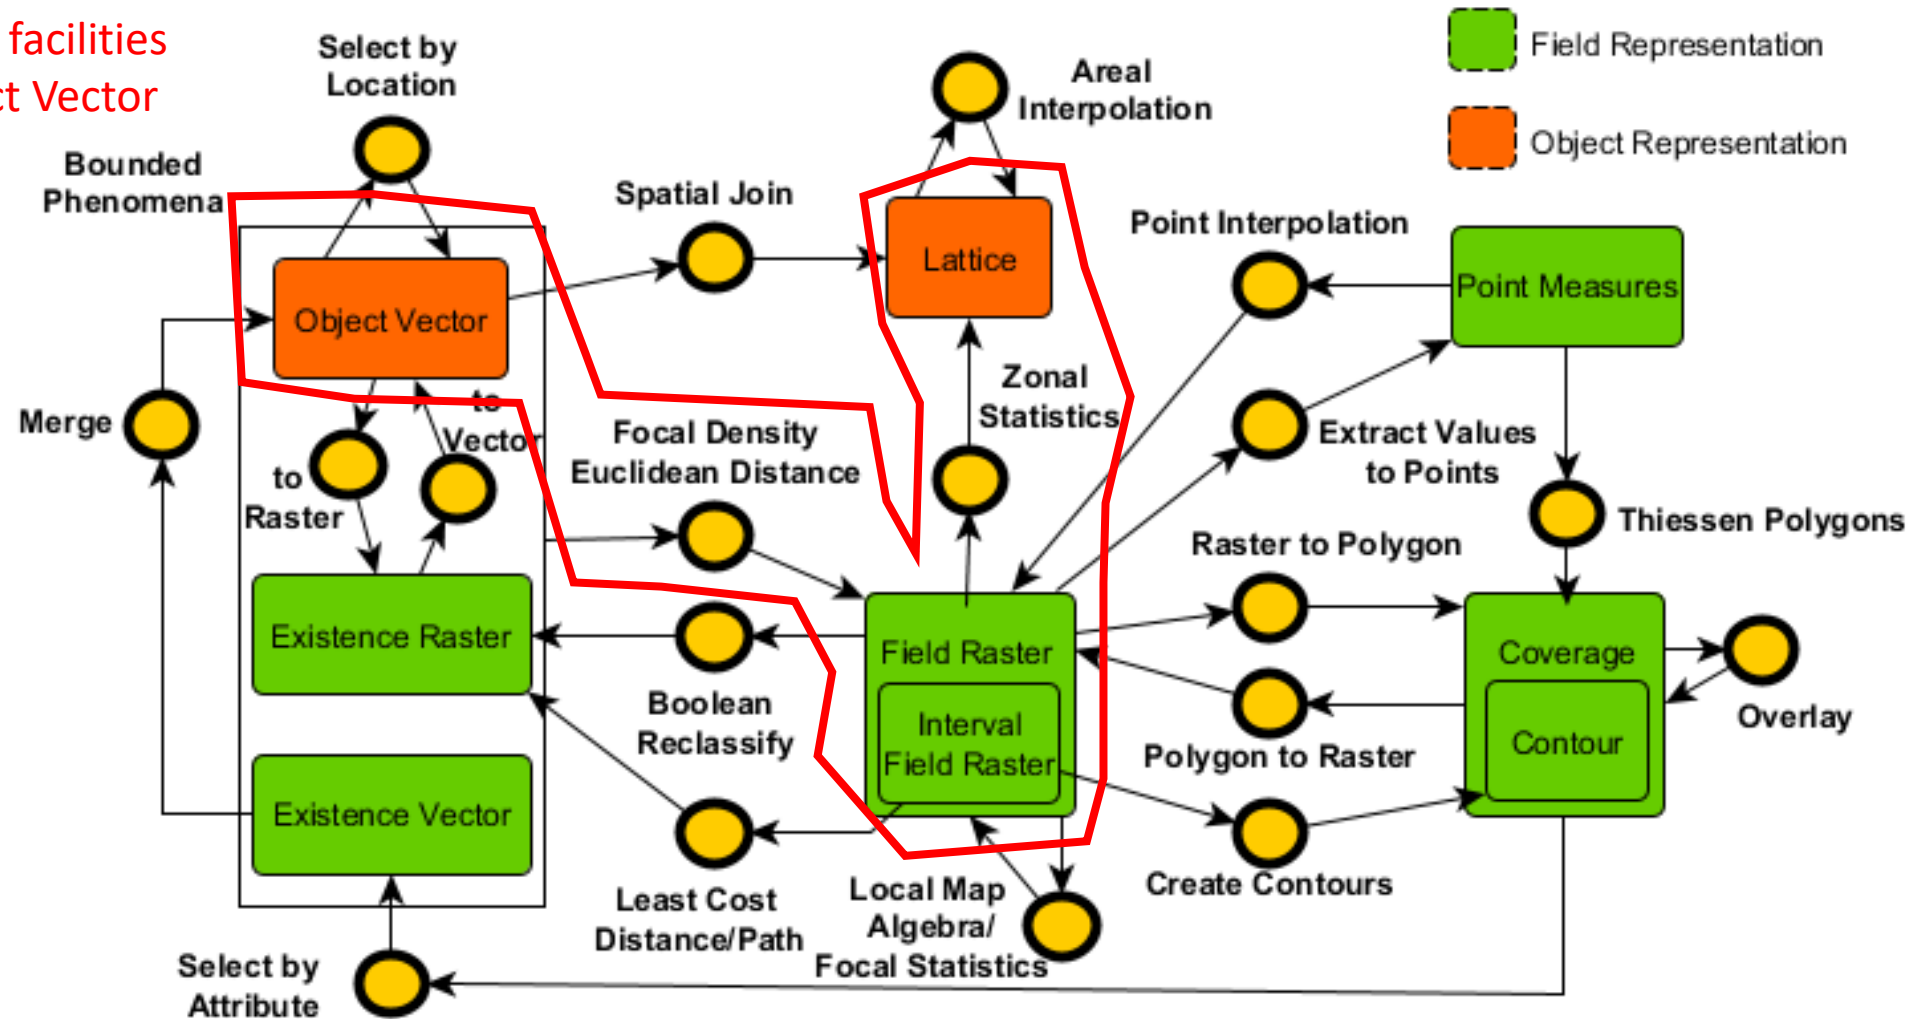 facilities
ct Vector
Select by
Location
Areal
Interpolation
Field Representation
Object Representation
Bounded
Phenomena
Spatial Join
Point Interpolation
Lattice
Point Measures
Object Vector
Merge
to
Vector
to
Raster
Focal Density
Euclidean Distance
Zonal
Statistics
Extract Values
to Points
Thiessen Polygons
Raster to Polygon
Existence Raster
Boolean
Reclassify
Field Raster
Interval
Field Raster
Coverage
Contour
Overlay
Polygon to Raster
Existence Vector
Least Cost
Distance/Path
Local Map
Algebra/
Focal Statistics
Create Contours
Select by
Attribute